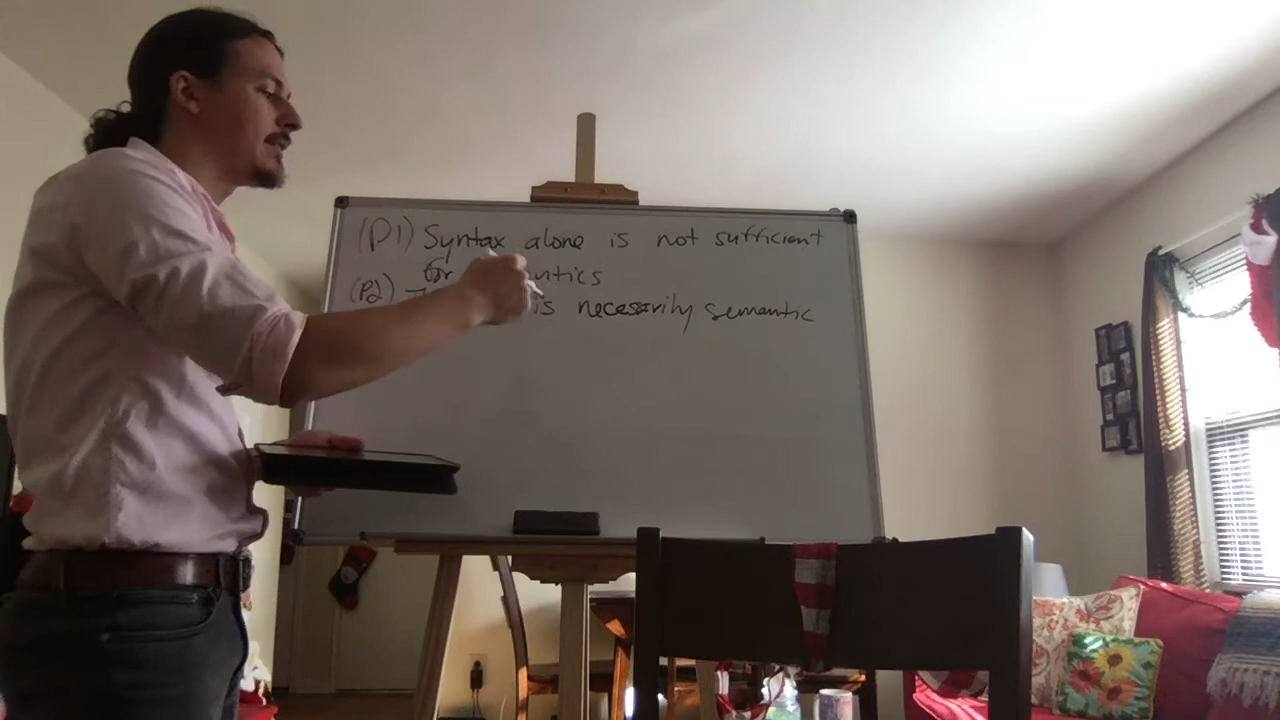 (P1) Syntax alone is not sufficient
for
(P2) is necessarily semantic